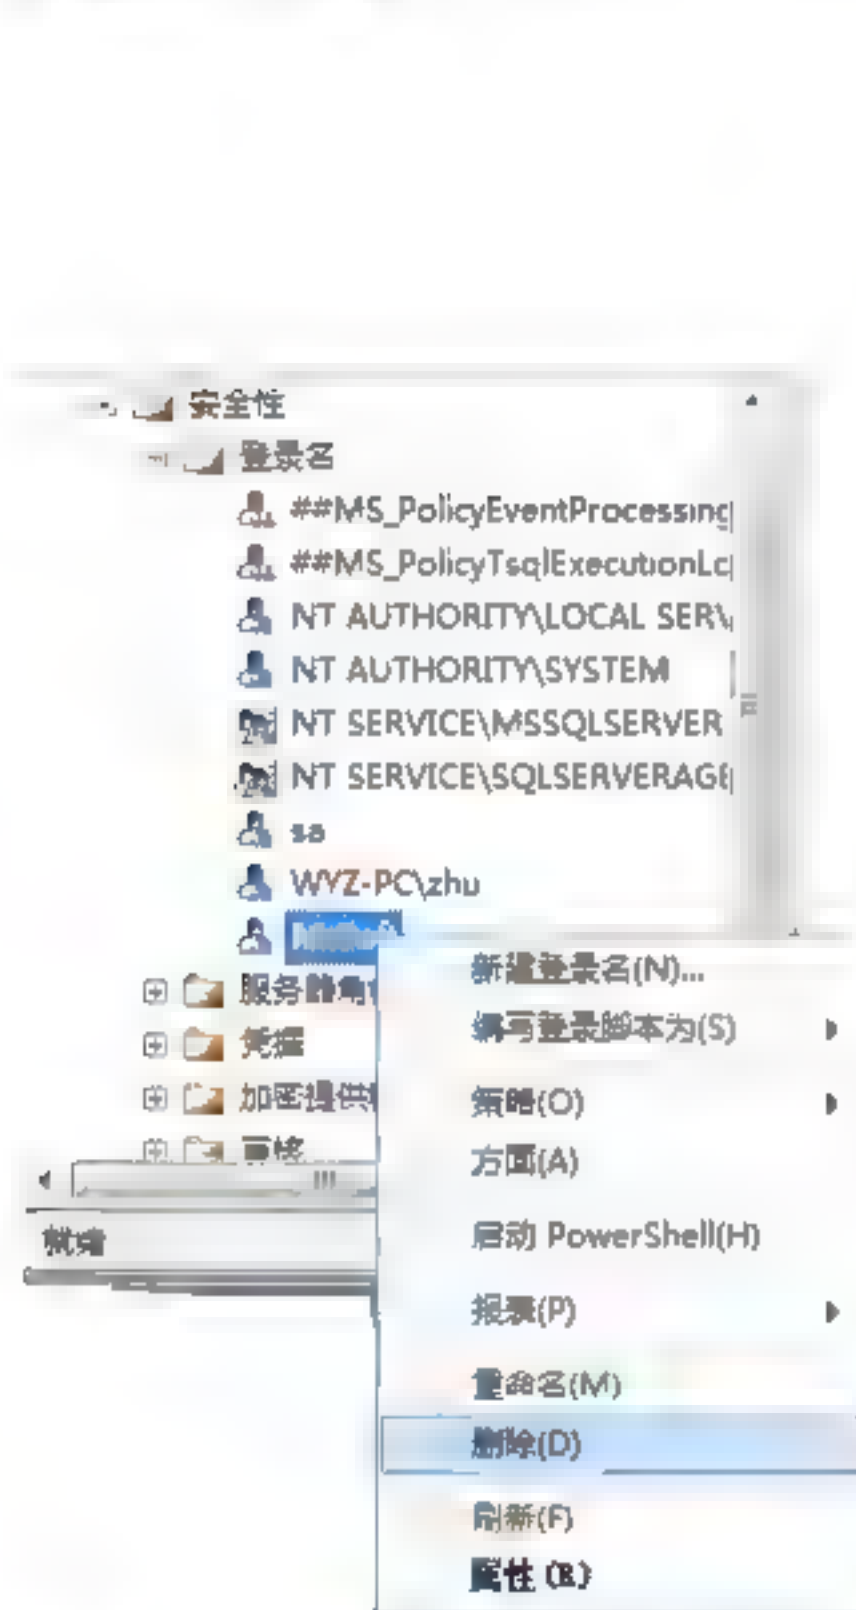 安全性
登录名
##MS_PolicyEventProcessing
##MS_PolicyTsqlExecutionLo
NT AUTHORITY\LOCAL SERV
NT AUTHORITY\SYSTEM
NT SERVICE\MSSQLSERVER
NT SERVICE\SQLSERVERAGE
sa
WYZ-PC\zhu
服务器角
凭据
加密提供
审核
就绪
新建登录名(N)...
编写登录脚本为(S)
策略(O)
方面(A)
启动 PowerShell(H)
报表(P)
重命名(M)
删除(D)
刷新(F)
属性(R)